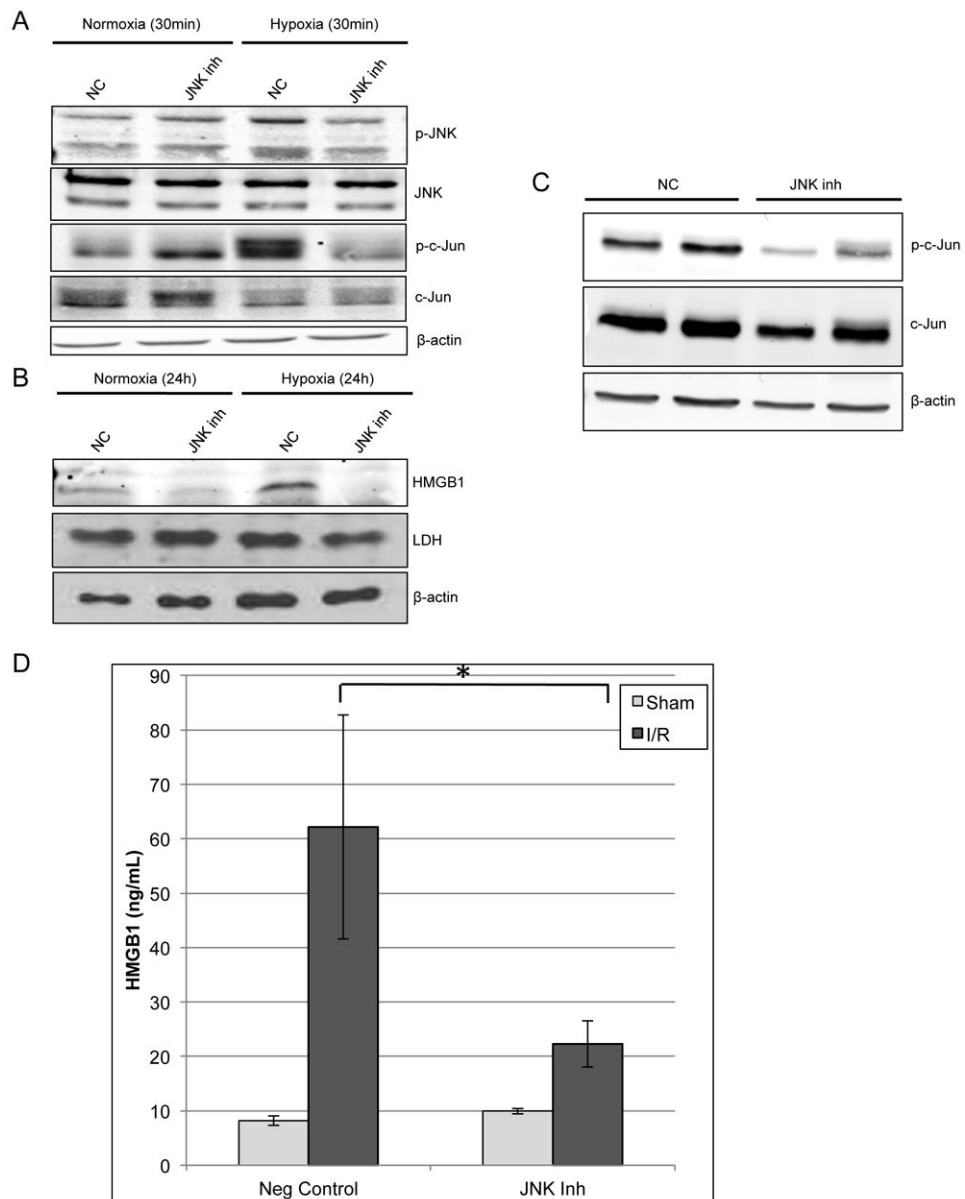 A
Normoxia (30min) Hypoxia (30min)
NC JNK inh NC JNK inh
p-JNK
JNK
p-c-Jun
c-Jun
β-actin
B
Normoxia (24h) Hypoxia (24h)
NC JNK inh NC JNK inh
HMGB1
LDH
β-actin
C
NC JNK inh
p-c-Jun
c-Jun
β-actin
D
HMGB1 (ng/mL)
90
80
70
60
50
40
30
20
10
0
*
Sham
I/R
Neg Control JNK Inh